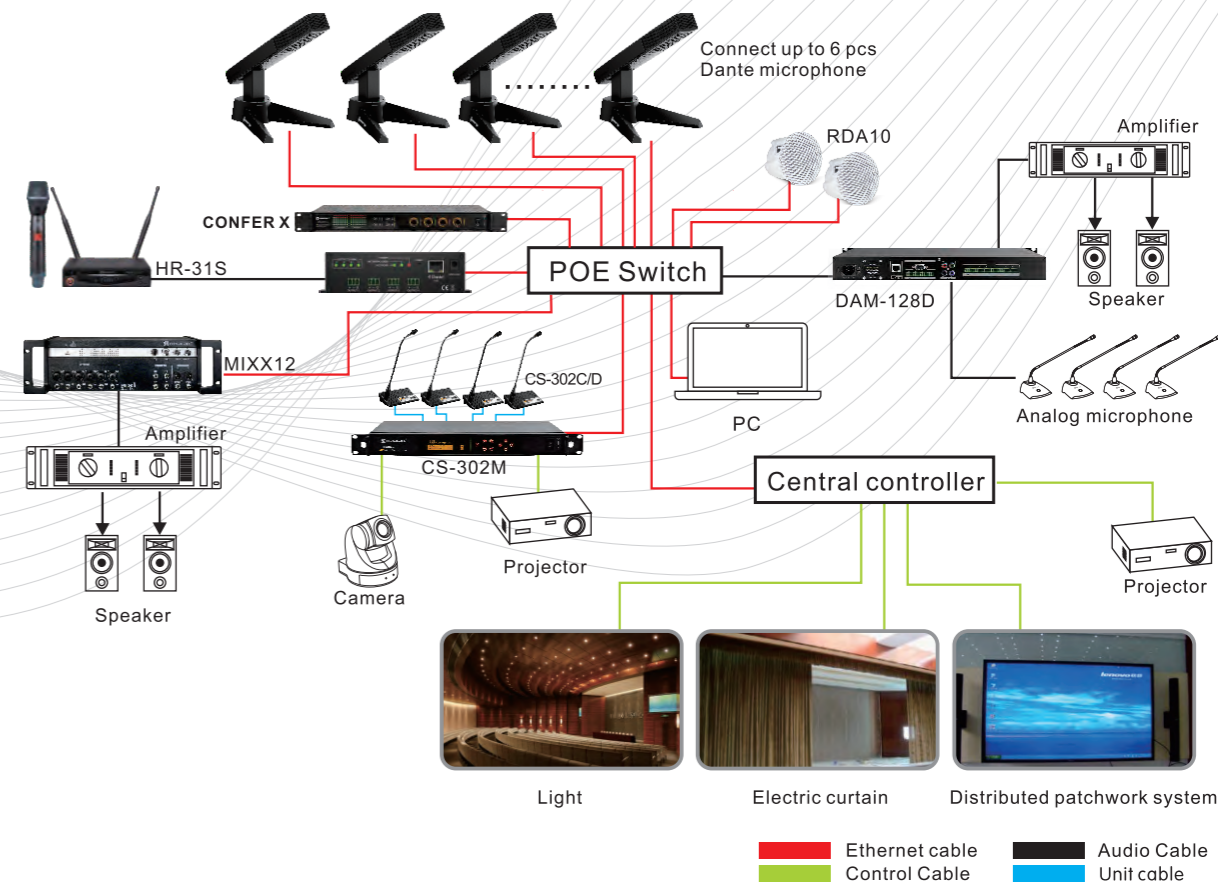 Connect up to 6 pcs
Dante microphone
RDA10
Amplifier
CONFER X
HR-31S
POE Switch
DAM-128D
Speaker
MIXX12
CS-302C/D
PC
Analog microphone
Amplifier
CS-302M
Central controller
Projector
Camera
Projector
Speaker
lenovo
Light
Electric curtain
Distributed patchwork system
Ethernet cable
Audio Cable
Control Cable
Unit cable